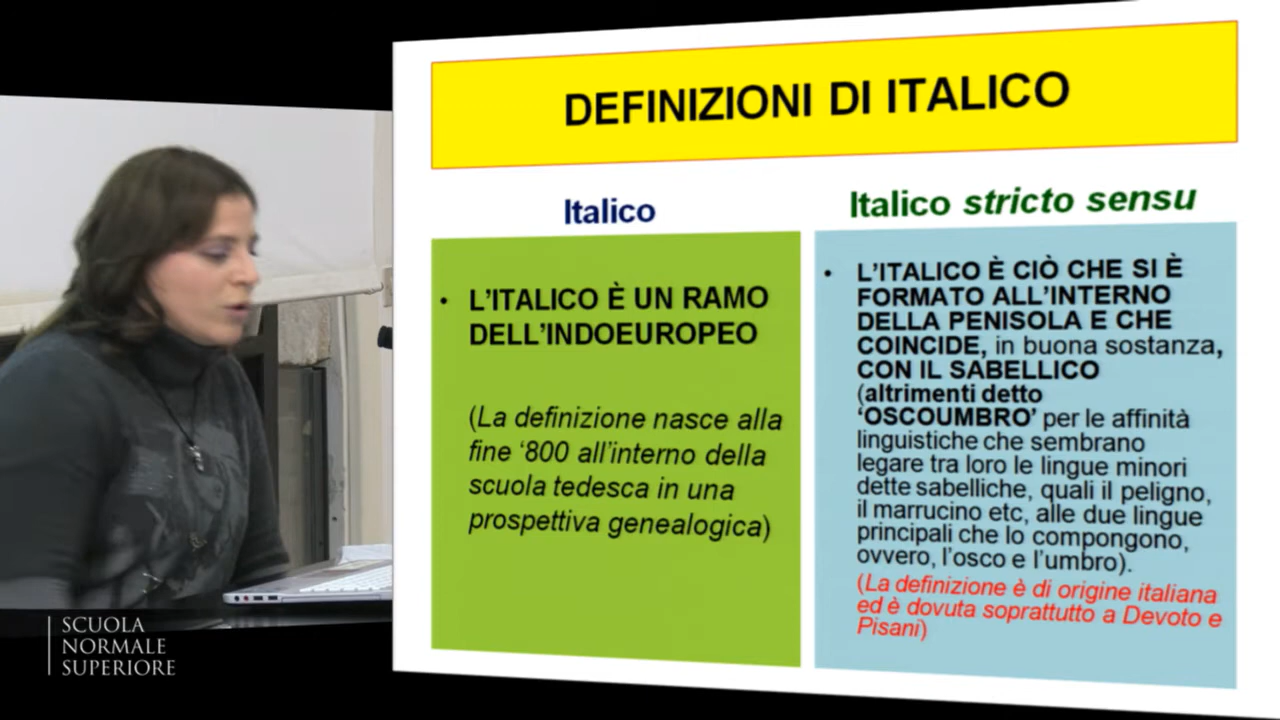 DEFINIZIONI DI ITALICO
Italico
• L'ITALICO È UN RAMO
DELL'INDOEUROPEO
(La definizione nasce alla
fine '800 all'interno della
scuola tedesca in una
prospettiva genealogica)
Italico stricto sensu
• L'ITALICO È CIÒ CHE SI È
FORMATO ALL'INTERNO
DELLA PENISOLA E CHE
COINCIDE, in buona sostanza,
CON IL SABELLICO
(altrimenti detto
'OSCOUMBRO' per le affinità
linguistiche che sembrano
legare tra loro le lingue minori
dette sabelliche, quali il peligno,
il marrucino etc, alle due lingue
principali che lo compongono,
ovvero, l'osco e l'umbro).
(La definizione è di origine italiana
ed è dovuta soprattutto a Devoto e
Pisani)
SCUOLA
NORMALE
SUPERIORE